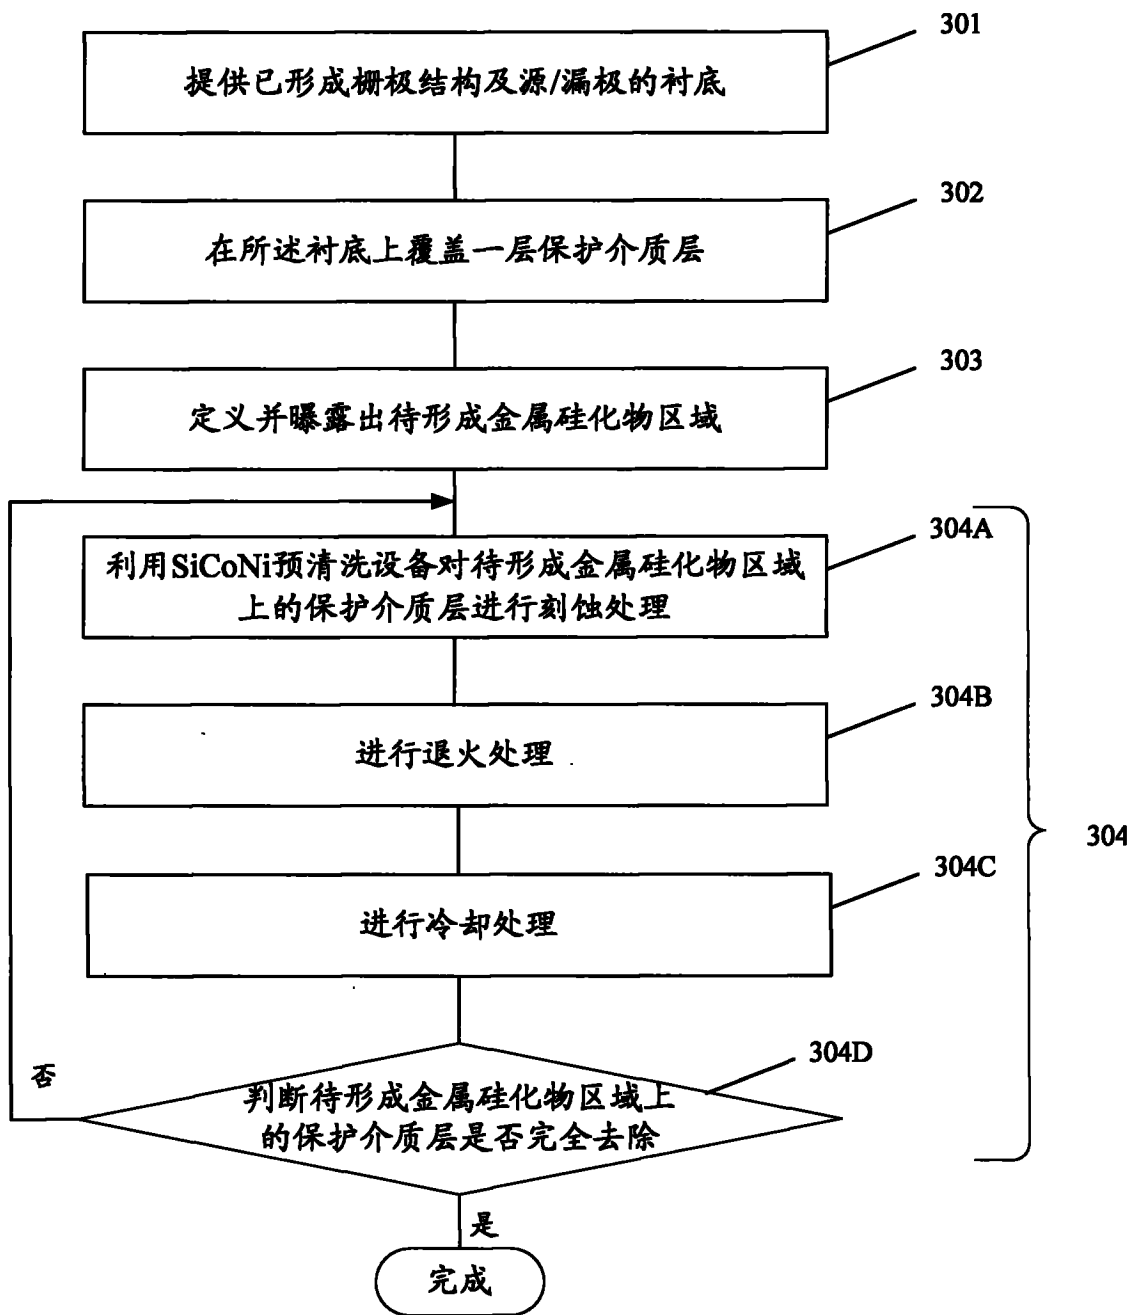 301
提供已形成栅极结构及源/漏极的衬底
302
在所述衬底上覆盖一层保护介质层
303
定义并曝露出待形成金属硅化物区域
304A
利用SiCoNi预清洗设备对待形成金属硅化物区域
上的保护介质层进行刻蚀处理
304B
进行退火处理
304
304C
进行冷却处理
304D
否
判断待形成金属硅化物区域上
的保护介质层是否完全去除
是
完成